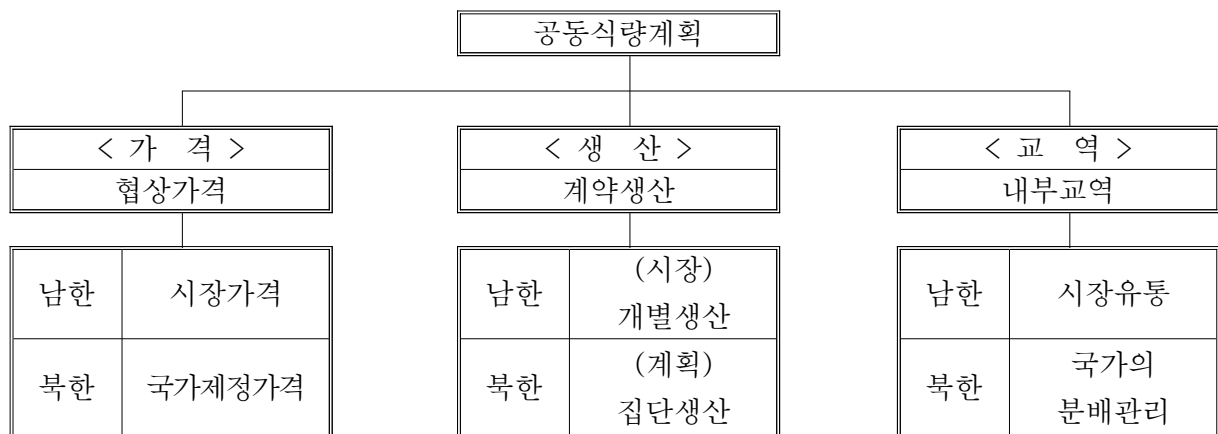 공동식량계획
< 가 격 >
협상가격
< 생 산 >
계약생산
< 교 역 >
내부교역
남한
시장가격
북한
국가제정가격
남한
(시장)
개별생산
북한
(계획)
집단생산
남한
시장유통
북한
국가의
분배관리